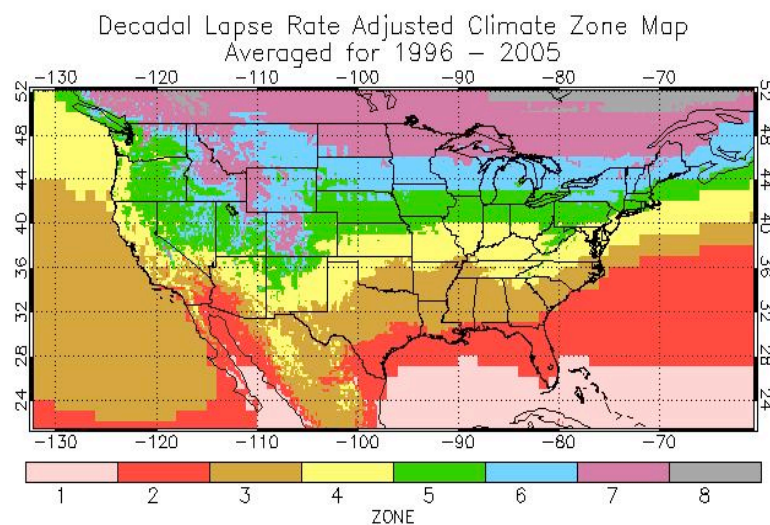 Decadal Lapse Rate Adjusted Climate Zone Map
Averaged for 1996 – 2005
−130 −120 −110 −100 −90 −80 −70
52 52
48 48
44 44
40 40
36 36
32 32
28 28
24 24
−130 −120 −110 −100 −90 −80 −70
1 2 3 4 5 6 7 8
ZONE